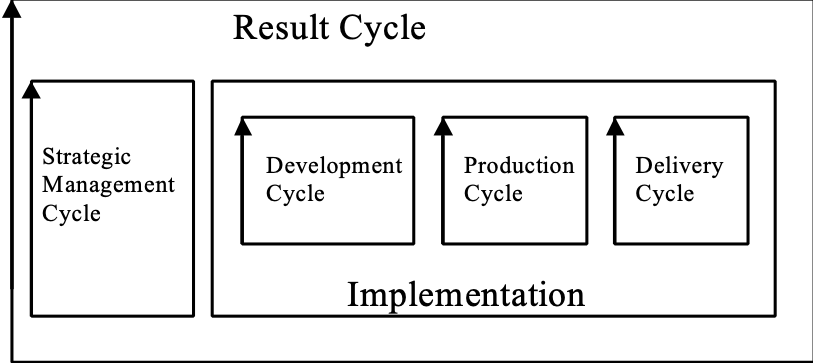 Result Cycle
Strategic
Management
Cycle
Development
Cycle
Production
Cycle
Delivery
Cycle
Implementation